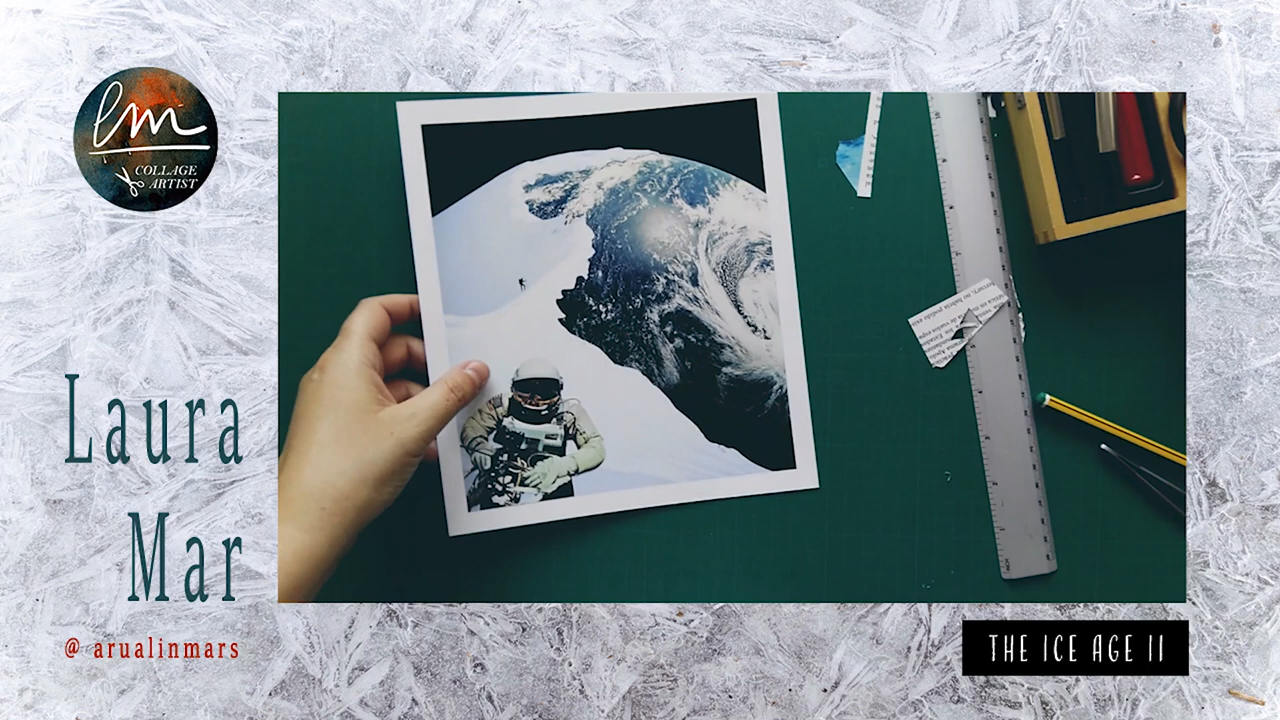 lm
COLLAGE
ARTIST
Laura
Mar
@ arualinmars
THE ICE AGE II